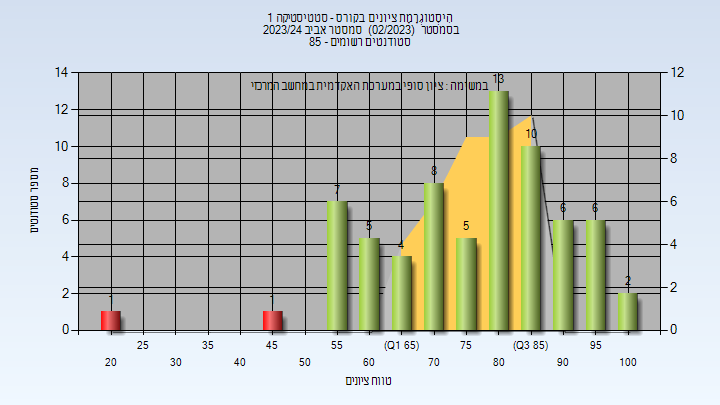 הִיסְטוֹגְרָמַת ציונים בקורס - סטטיסטיקה 1
בסמסטר (02/2023) סמסטר אביב 2023/24
סטודנטים רשומים - 85
במשימה : ציון סופי במערכת האקדמית במחשב המרכזי
מספר סטודנטים
14 12 10 8 6 4 2 0
12 10 8 6 4 2 0
1 1 7 5 4 8 5 13 10 6 6 2
25 35 45 55 (Q1 65) 75 (Q3 85) 95
20 30 40 50 60 70 80 90 100
טווח ציונים